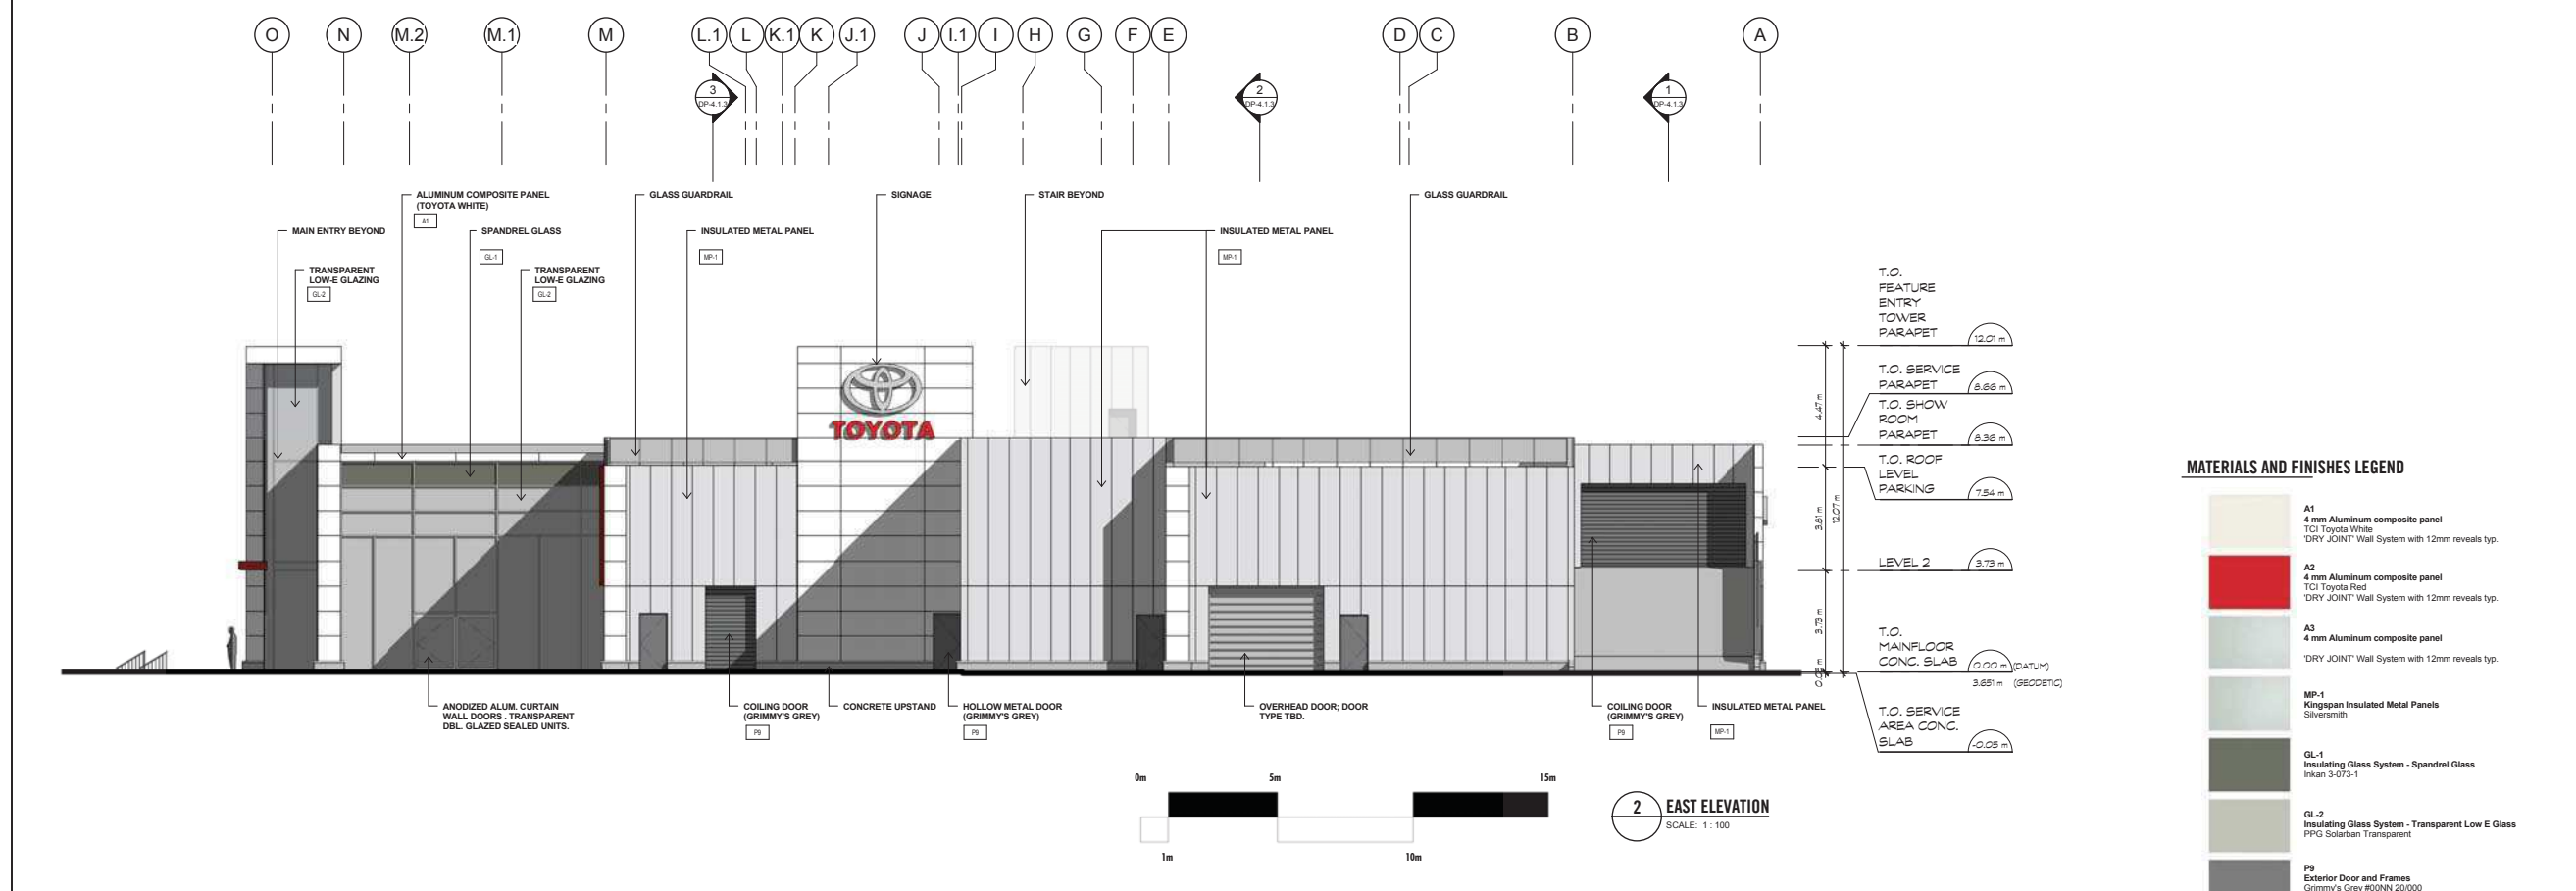 O N M.2 M.1 M L.1 L K.1 K J.1 J I.1 I H G F E D C B A
3
DP-4.1.3
2
DP-4.1.3
1
DP-4.1.3
ALUMINUM COMPOSITE PANEL
(TOYOTA WHITE)
A1
GLASS GUARDRAIL
SIGNAGE
STAIR BEYOND
GLASS GUARDRAIL
MAIN ENTRY BEYOND
SPANDREL GLASS
GL-1
INSULATED METAL PANEL
MP-1
INSULATED METAL PANEL
MP-1
TRANSPARENT
LOW-E GLAZING
GL-2
TRANSPARENT
LOW-E GLAZING
GL-2
TOYOTA
T.O.
FEATURE
ENTRY
TOWER
PARAPET
12.01 m
T.O. SERVICE
PARAPET
8.66 m
T.O. SHOW
ROOM
PARAPET
8.36 m
T.O. ROOF
LEVEL
PARKING
7.54 m
LEVEL 2
3.73 m
T.O.
MAINFLOOR
CONC. SLAB
0.00 m (DATUM)
3.651 m (GEODETIC)
T.O. SERVICE
AREA CONC.
SLAB
-0.05 m
4.47 m
3.81 m
12.07 m
3.73 m
0.05 m
ANODIZED ALUM. CURTAIN
WALL DOORS . TRANSPARENT
DBL. GLAZED SEALED UNITS.
COILING DOOR
(GRIMMY'S GREY)
P9
CONCRETE UPSTAND
HOLLOW METAL DOOR
(GRIMMY'S GREY)
P9
OVERHEAD DOOR; DOOR
TYPE TBD.
COILING DOOR
(GRIMMY'S GREY)
P9
INSULATED METAL PANEL
MP-1
0m 5m 15m
1m 10m
2
EAST ELEVATION
SCALE: 1 : 100
MATERIALS AND FINISHES LEGEND
A1
4 mm Aluminum composite panel
TCI Toyota White
'DRY JOINT' Wall System with 12mm reveals typ.
A2
4 mm Aluminum composite panel
TCI Toyota Red
'DRY JOINT' Wall System with 12mm reveals typ.
A3
4 mm Aluminum composite panel
'DRY JOINT' Wall System with 12mm reveals typ.
MP-1
Kingspan Insulated Metal Panels
Silversmith
GL-1
Insulating Glass System - Spandrel Glass
Inkan 3-073-1
GL-2
Insulating Glass System - Transparent Low E Glass
PPG Solarban Transparent
P9
Exterior Door and Frames
Grimmy's Grey #00NN 20/000